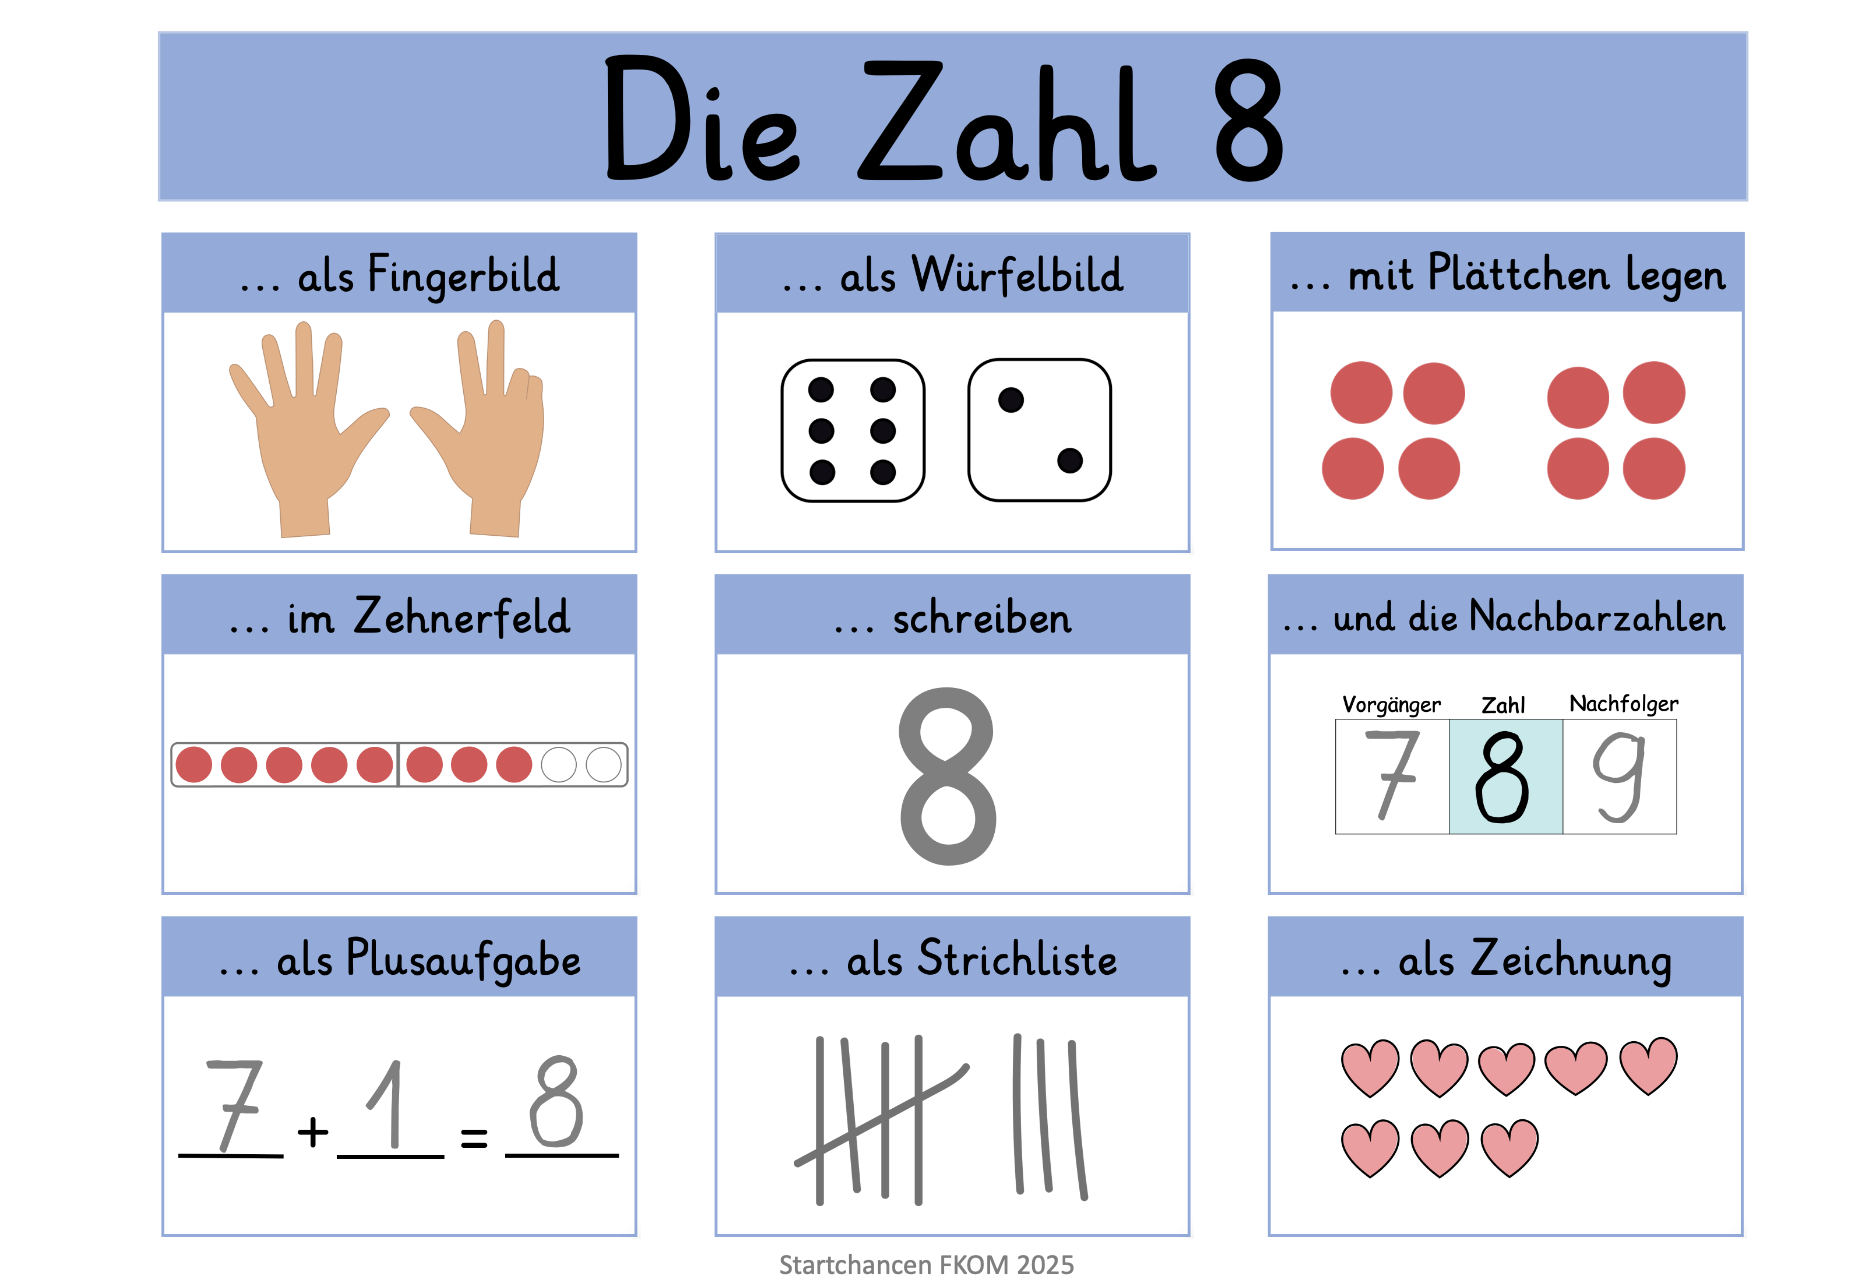 Die Zahl 8
... als Fingerbild
... als Würfelbild
... mit Plättchen legen
... im Zehnerfeld
... schreiben
8
... und die Nachbarzahlen
Vorgänger Zahl Nachfolger
7 8 9
... als Plusaufgabe
7 + 1 = 8
... als Strichliste
... als Zeichnung
Startchancen FKOM 2025